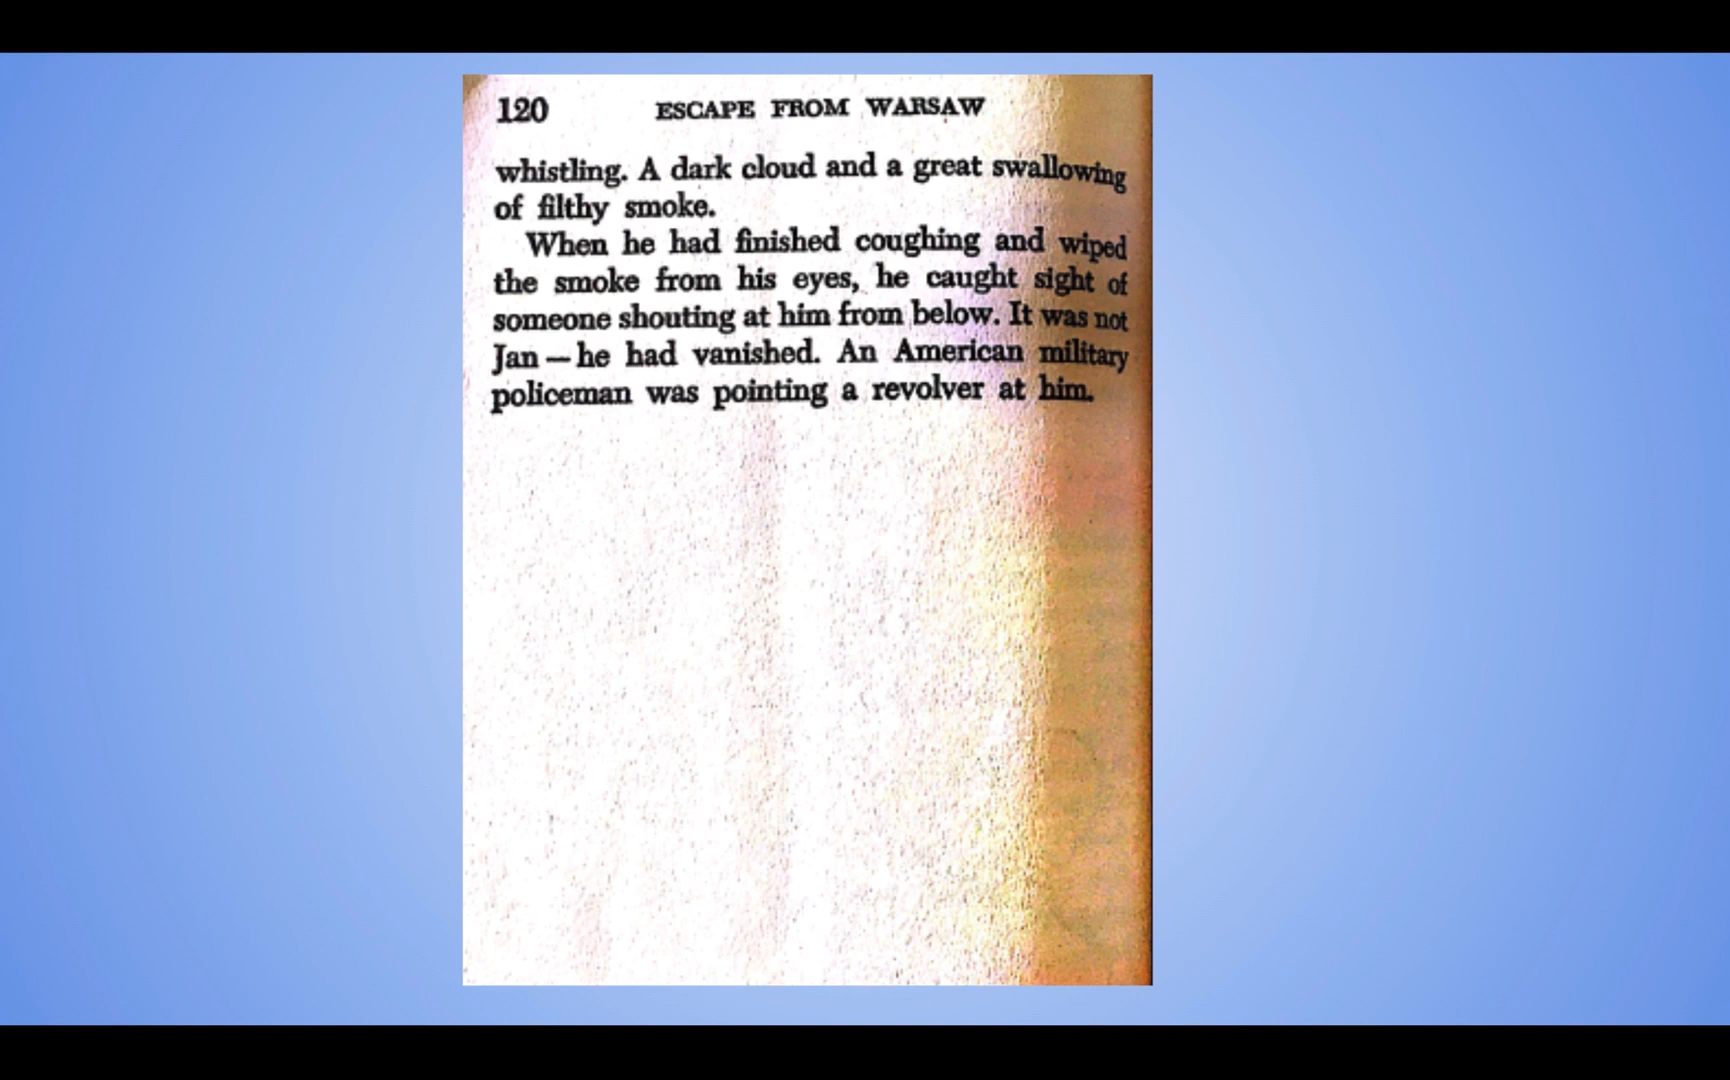 120 ESCAPE FROM WARSAW
whistling. A dark cloud and a great swallowing
of filthy smoke.
When he had finished coughing and wiped
the smoke from his eyes, he caught sight of
someone shouting at him from below. It was not
Jan — he had vanished. An American military
policeman was pointing a revolver at him.